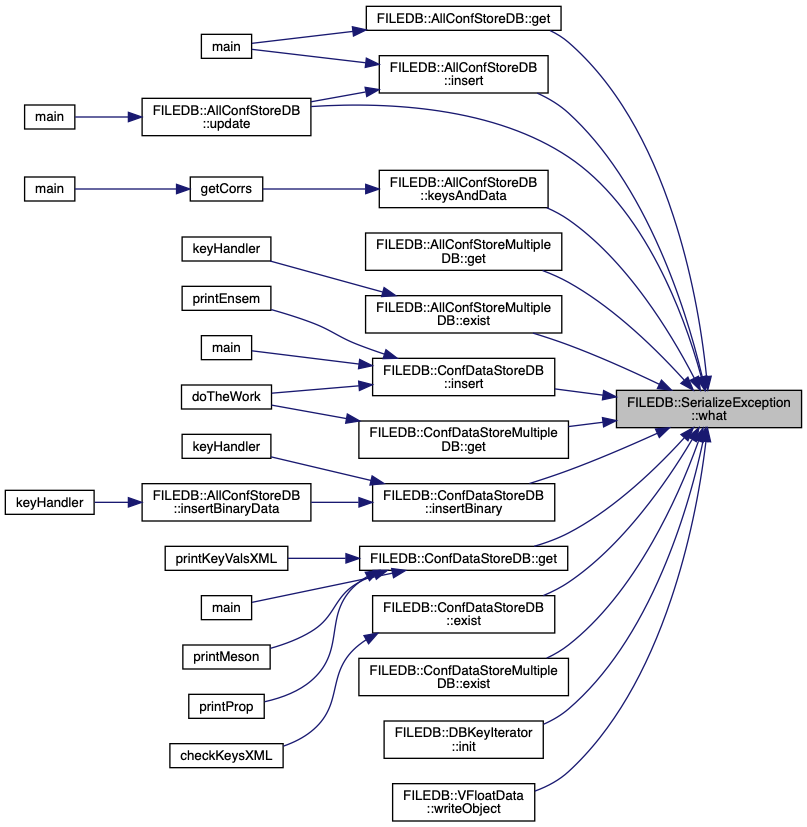 FILEDB::AllConfStoreDB::get
main
FILEDB::AllConfStoreDB
::insert
main
FILEDB::AllConfStoreDB
::update
main
getCorrs
FILEDB::AllConfStoreDB
::keysAndData
keyHandler
FILEDB::AllConfStoreMultiple
DB::get
printEnsem
FILEDB::AllConfStoreMultiple
DB::exist
main
FILEDB::ConfDataStoreDB
::insert
doTheWork
FILEDB::SerializeException
::what
keyHandler
FILEDB::ConfDataStoreMultiple
DB::get
keyHandler
FILEDB::AllConfStoreDB
::insertBinaryData
FILEDB::ConfDataStoreDB
::insertBinary
printKeyValsXML
FILEDB::ConfDataStoreDB::get
main
FILEDB::ConfDataStoreDB
::exist
printMeson
FILEDB::ConfDataStoreMultiple
DB::exist
printProp
FILEDB::DBKeyIterator
::init
checkKeysXML
FILEDB::VFloatData
::writeObject